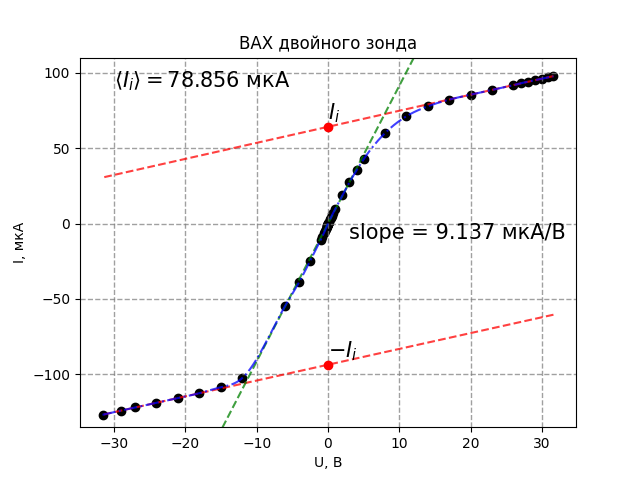 ВАХ двойного зонда
⟨I_i⟩ = 78.856 мкА
I_i
slope = 9.137 мкА/В
−I_i
I, мкА
100
50
0
−50
−100
−30 −20 −10 0 10 20 30
U, В